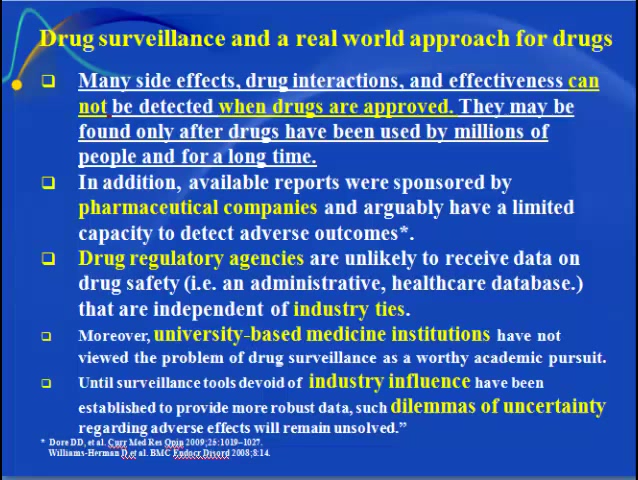 Drug surveillance and a real world approach for drugs
Many side effects, drug interactions, and effectiveness can
not be detected when drugs are approved. They may be
found only after drugs have been used by millions of
people and for a long time.
In addition, available reports were sponsored by
pharmaceutical companies and arguably have a limited
capacity to detect adverse outcomes*.
Drug regulatory agencies are unlikely to receive data on
drug safety (i.e. an administrative, healthcare database.)
that are independent of industry ties.
Moreover, university-based medicine institutions have not
viewed the problem of drug surveillance as a worthy academic pursuit.
Until surveillance tools devoid of industry influence have been
established to provide more robust data, such dilemmas of uncertainty
regarding adverse effects will remain unsolved.”
* Dore DD, et al. Curr Med Res Opin 2009;25:1019–1027.
Williams-Herman D,et al. BMC Endocr Disord 2008;8:14.